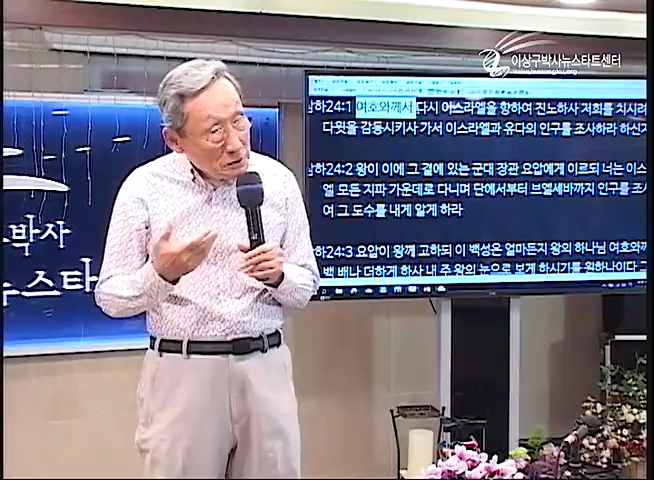 이상구박사뉴스타트센터
삼하24:1 여호와께서 다시 이스라엘을 향하여 진노하사 저희를 치시려
다윗을 감동시키사 가서 이스라엘과 유다의 인구를 조사하라 하신지
삼하24:2 왕이 이에 그 곁에 있는 군대 장관 요압에게 이르되 너는 이스
엘 모든 지파 가운데로 다니며 단에서부터 브엘세바까지 인구를 조사
여 그 도수를 내게 알게 하라
삼하24:3 요압이 왕께 고하되 이 백성은 얼마든지 왕의 하나님 여호와
백 배나 더하게 하사 내 주 왕의 눈으로 보게 하시기를 원하나이다
박사
뉴스타